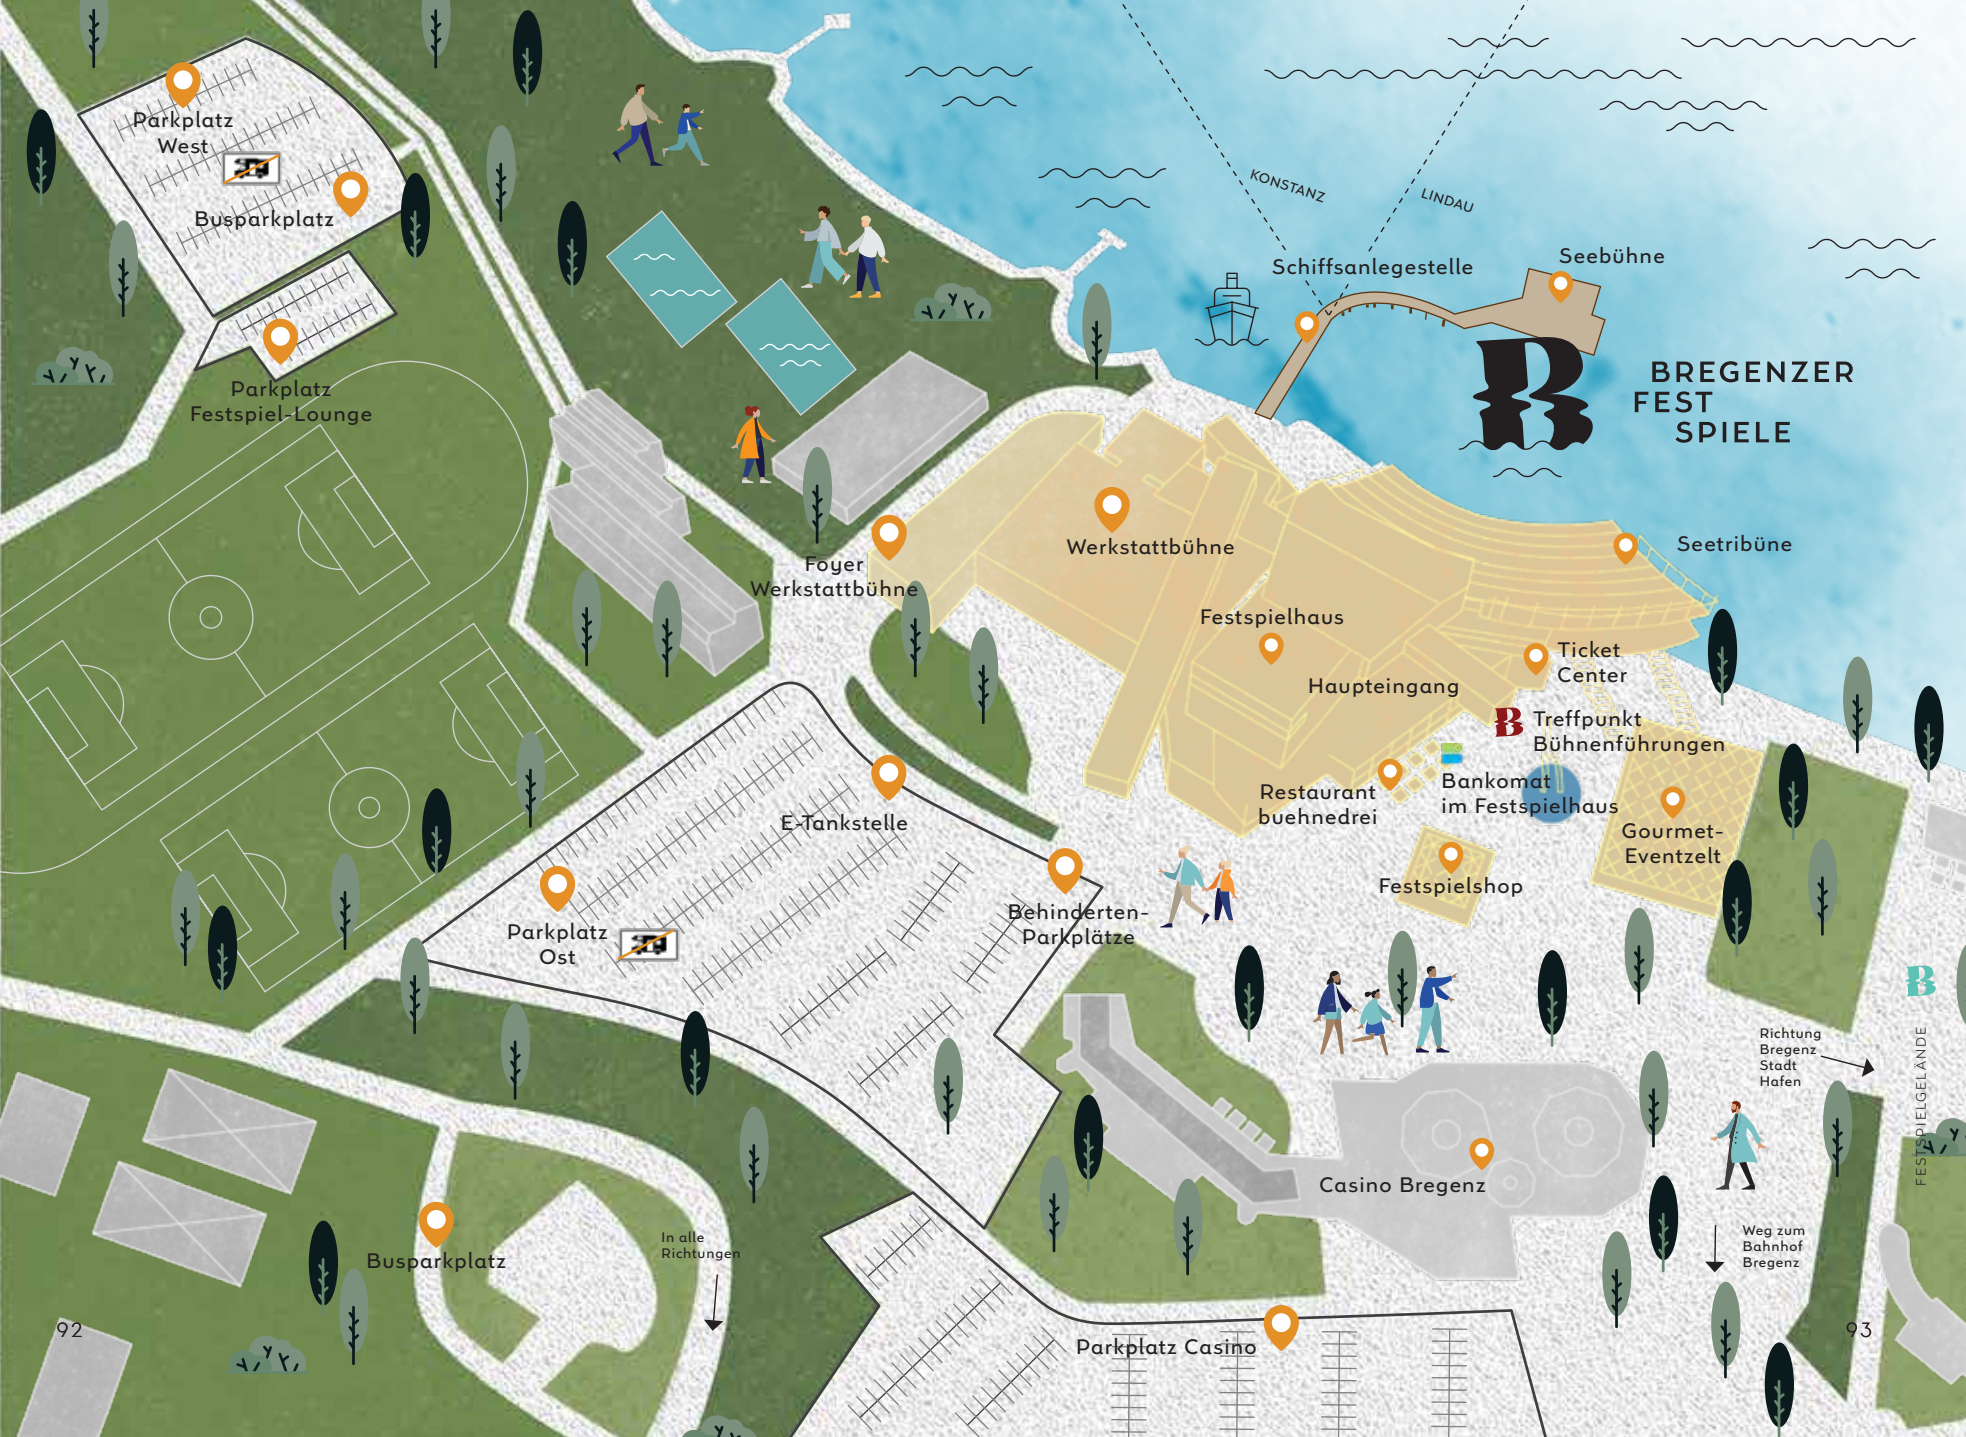 Parkplatz
West
Busparkplatz
Parkplatz
Festspiel-Lounge
KONSTANZ
LINDAU
Schiffsanlegestelle
Seebühne
B
BREGENZER
FEST
SPIELE
Foyer
Werkstattbühne
Werkstattbühne
Seetribüne
Festspielhaus
Haupteingang
Ticket
Center
B
Treffpunkt
Bühnenführungen
Bankomat
im Festspielhaus
Restaurant
buehnedrei
Gourmet-
Eventzelt
Festspielshop
E-Tankstelle
Parkplatz
Ost
Behinderten-
Parkplätze
B
FESTSPIELGELÄNDE
Richtung
Bregenz
Stadt
Hafen
Casino Bregenz
Weg zum
Bahnhof
Bregenz
Busparkplatz
In alle
Richtungen
Parkplatz Casino
92
93